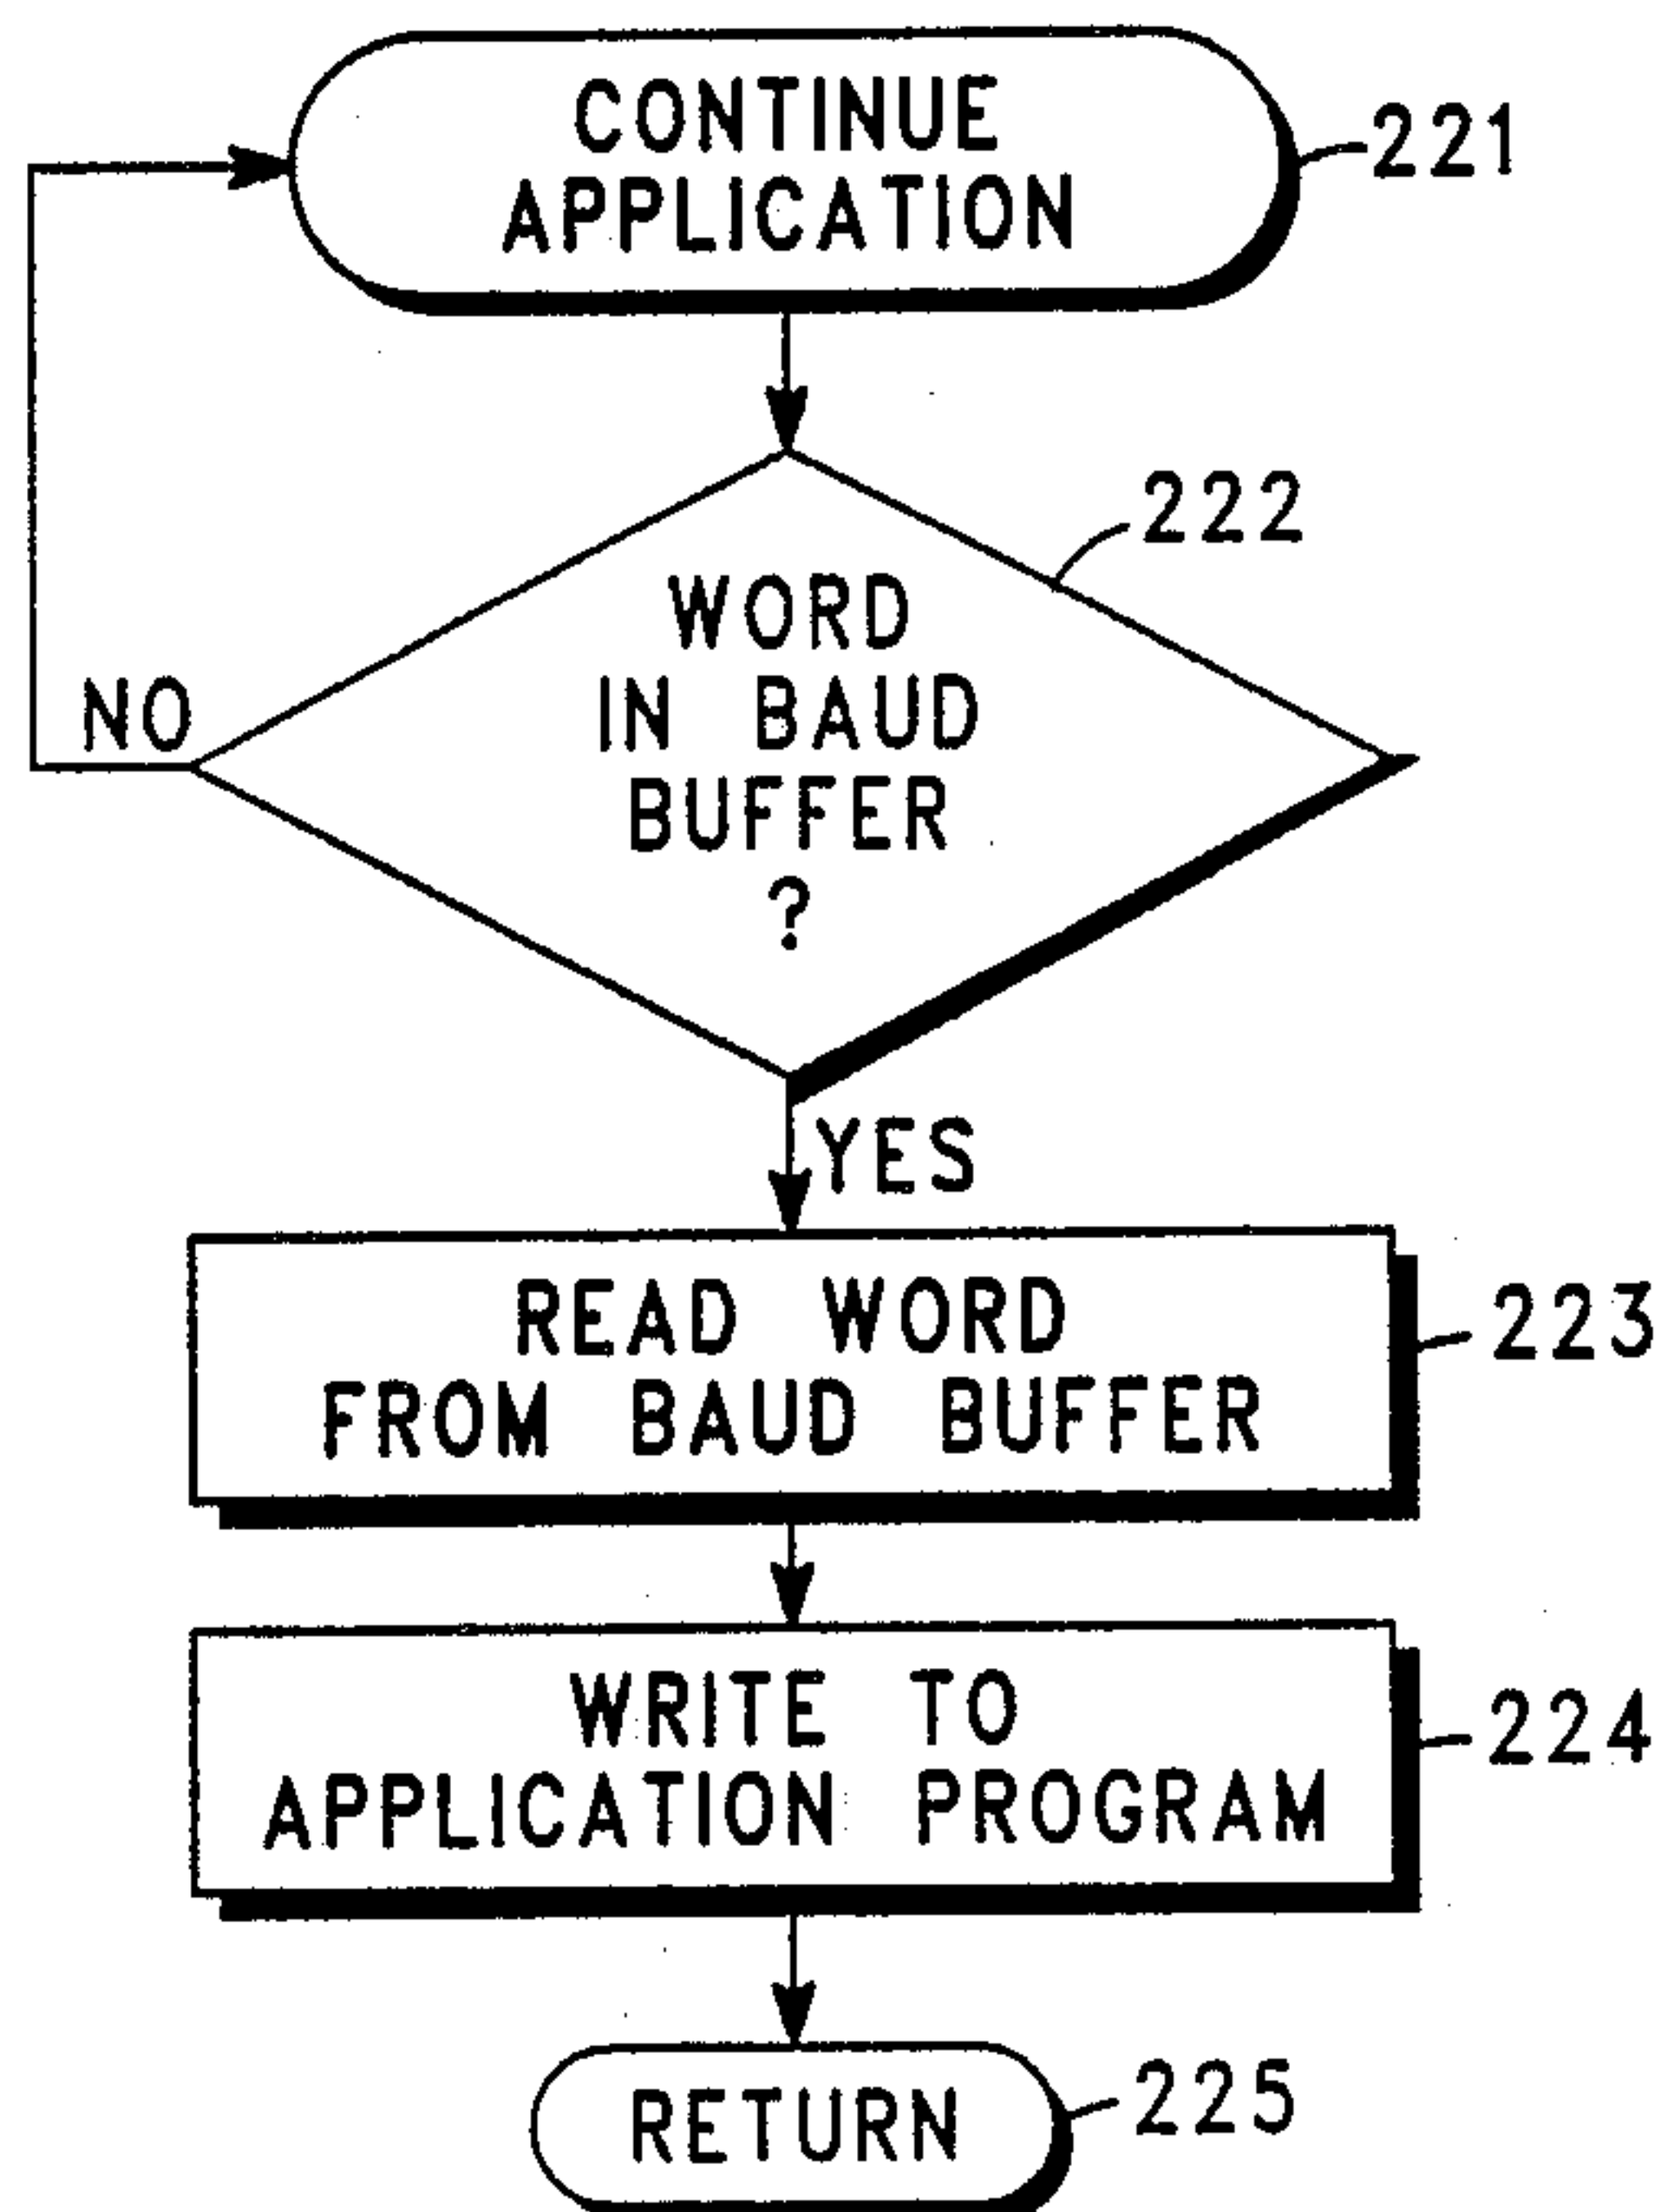 CONTINUE
APPLICATION
221
222
WORD
IN BAUD
BUFFER
?
NO
YES
READ WORD
FROM BAUD BUFFER
223
WRITE TO
APPLICATION PROGRAM
224
RETURN
225